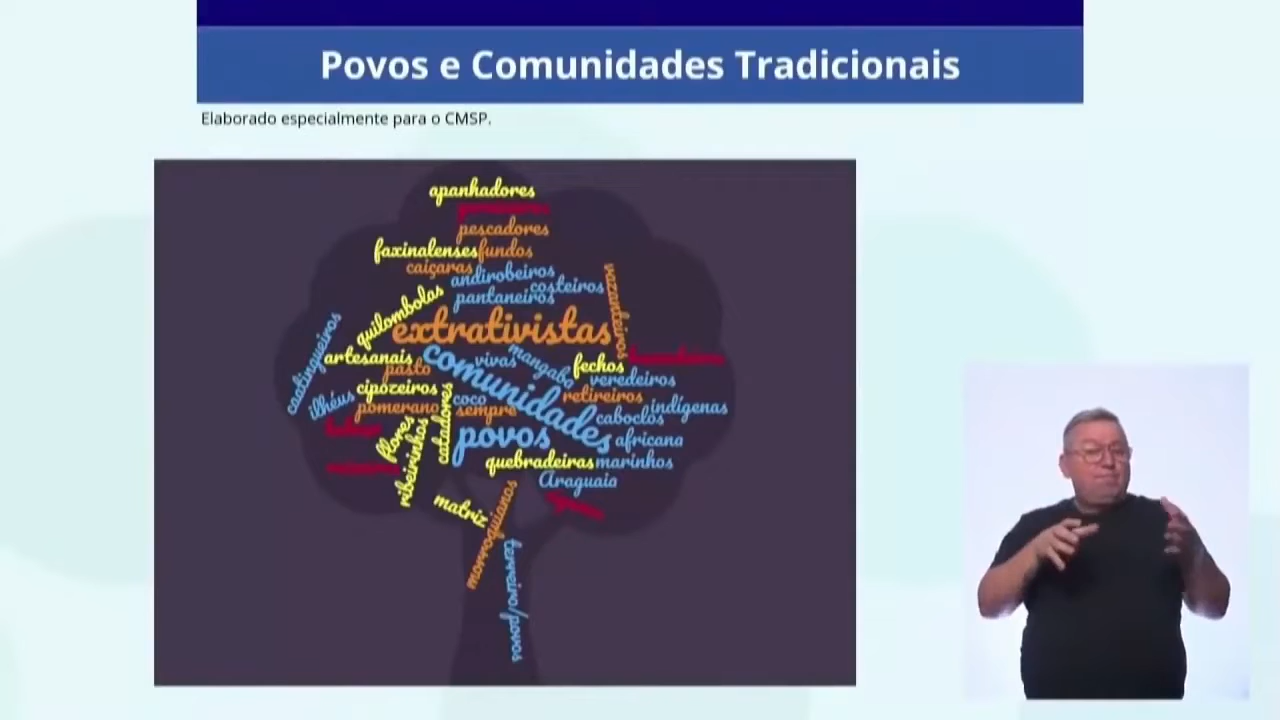 Povos e Comunidades Tradicionais
Elaborado especialmente para o CMSP.
apanhadores
pescadores
faxinalenses
fundos
caiçaras
andirobeiros
costeiros
vazanteiros
quilombolas
pantaneiros
extrativistas
caatingueiros
artesanais
comunidades
vivas
mangaba
fechos
pasto
veredeiros
cipozeiros
coco
retireiros
ilhéus
pomerano
catadores
sempre
caboclos
indígenas
flores
ribeirinhos
povos
africana
quebradeiras
marinhos
Araguaia
matriz
morroquianos
terreiro/povos